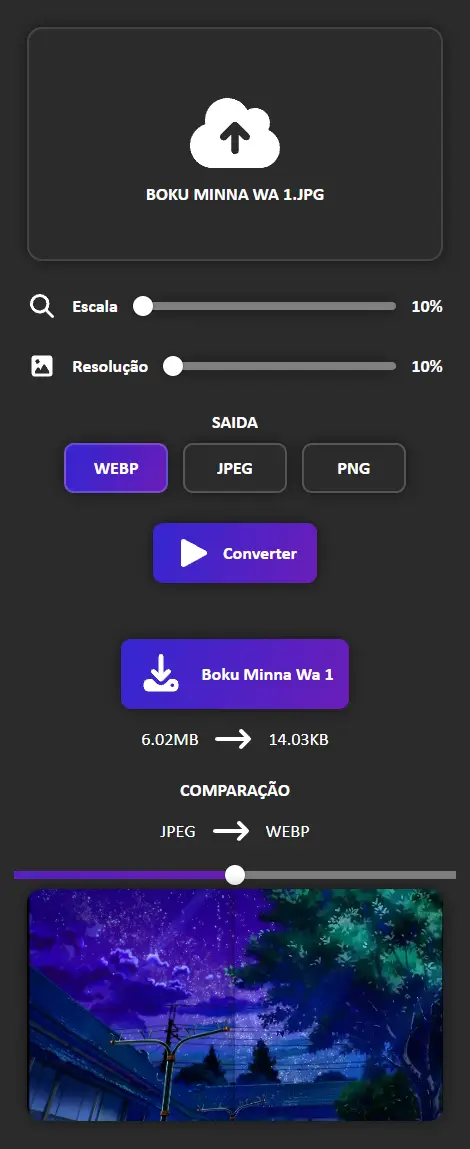 BOKU MINNA WA 1.JPG
Escala 10%
Resolução 10%
SAIDA
WEBP JPEG PNG
Converter
Boku Minna Wa 1
6.02MB 14.03KB
COMPARAÇÃO
JPEG WEBP